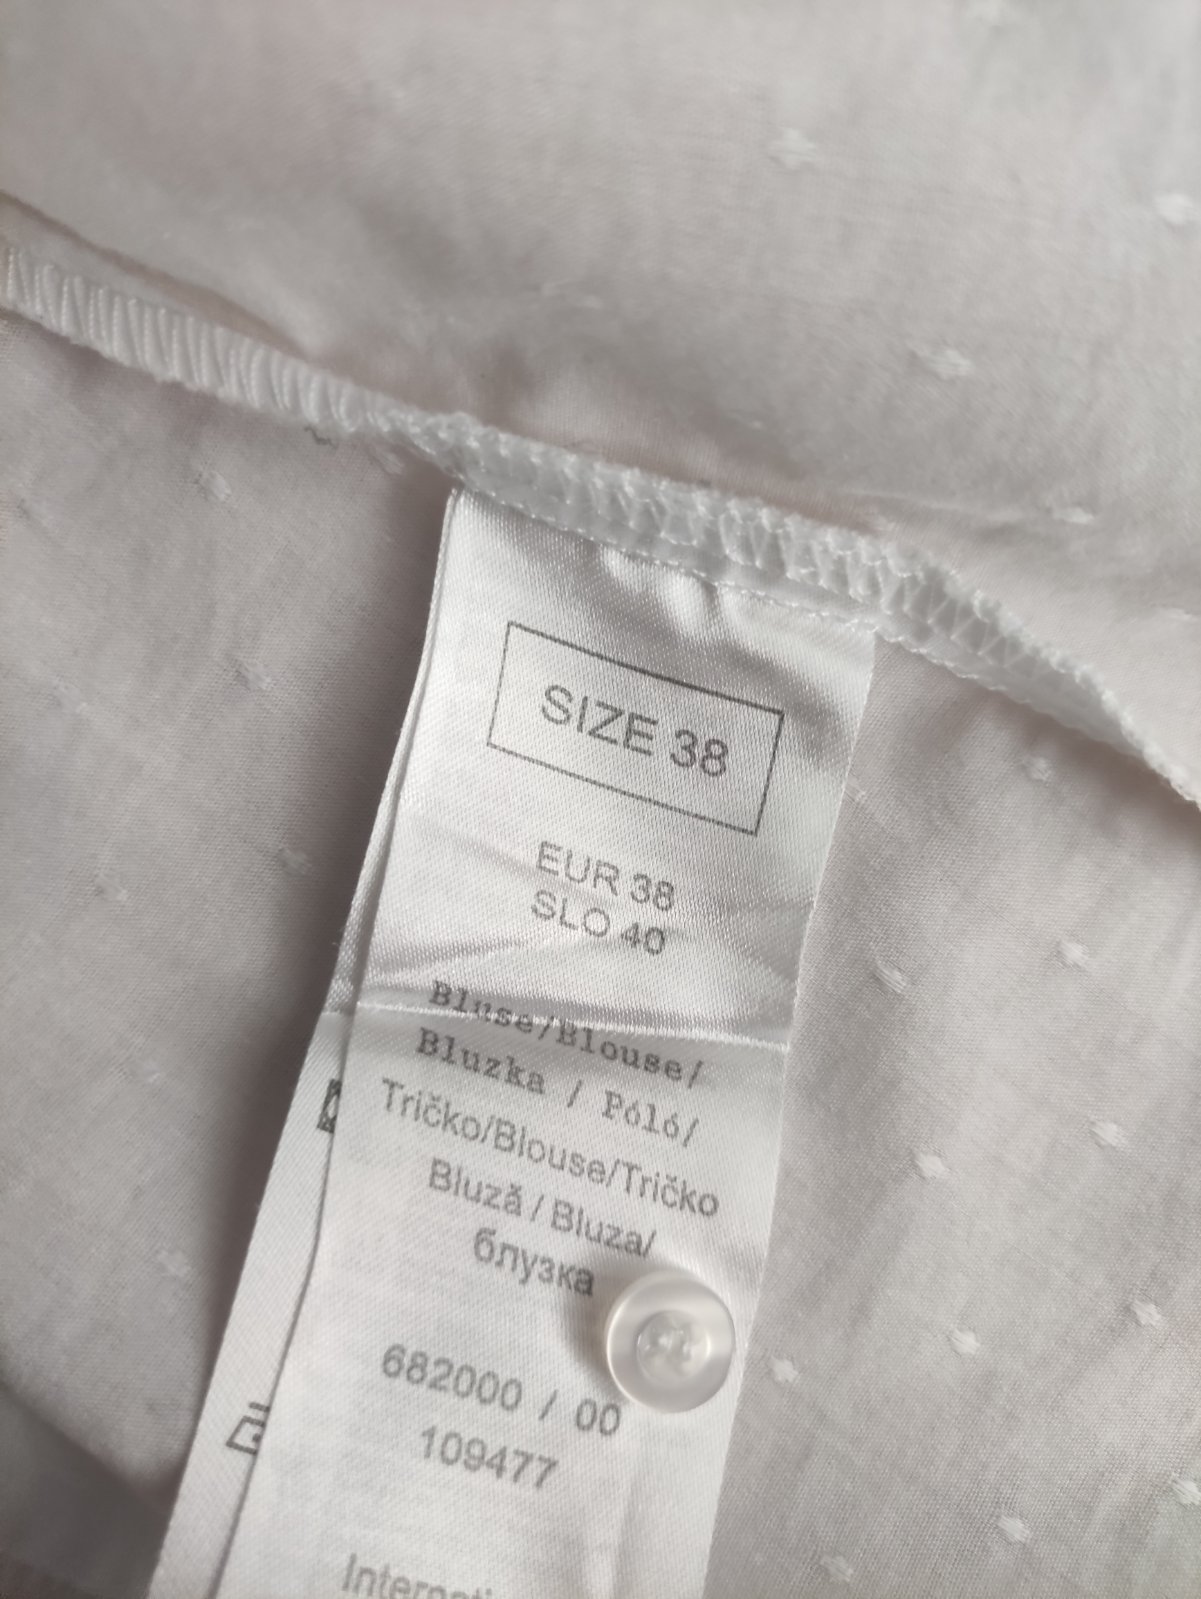 SIZE 38
EUR 38
SLO 40
Bluse/Blouse/
Bluzka / Póló/
Tričko/Blouse/Tričko
Bluză / Bluza/
блузка
682000 / 00
109477